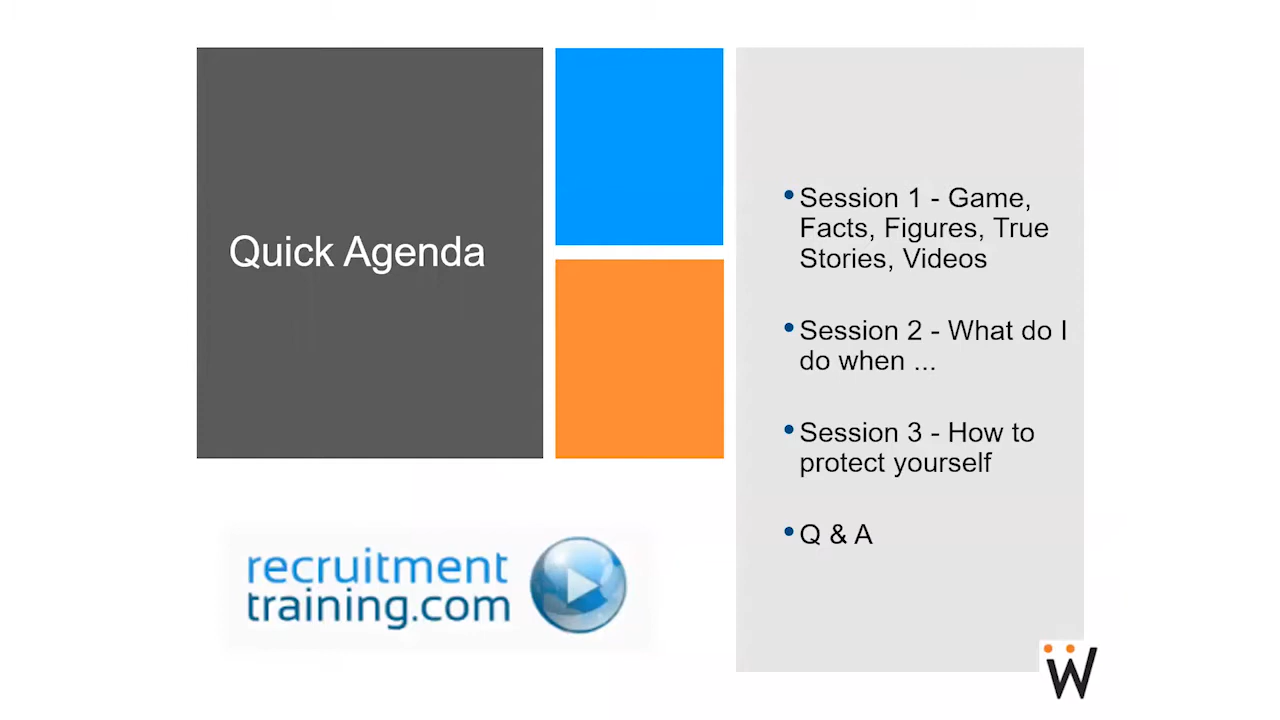 Quick Agenda
• Session 1 - Game,
Facts, Figures, True
Stories, Videos
• Session 2 - What do I
do when ...
• Session 3 - How to
protect yourself
• Q & A
recruitment
training.com
W